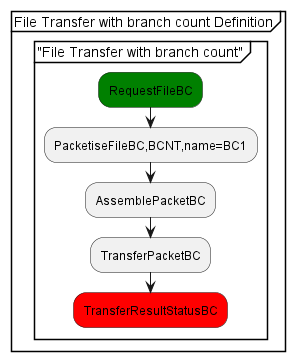 File Transfer with branch count Definition
"File Transfer with branch count"
RequestFileBC
PacketiseFileBC,BCNT,name=BC1
AssemblePacketBC
TransferPacketBC
TransferResultStatusBC